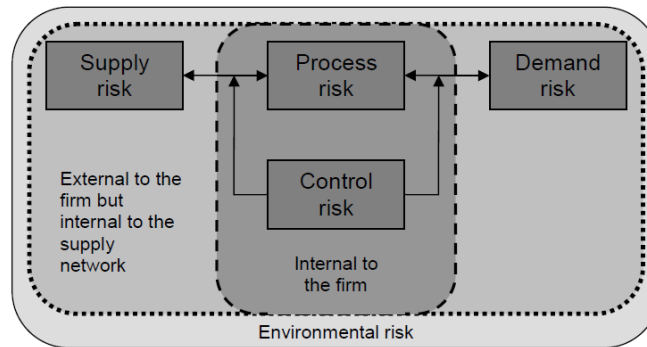 Supply
risk
Process
risk
Demand
risk
Control
risk
External to the
firm but
internal to the
supply
network
Internal to
the firm
Environmental risk